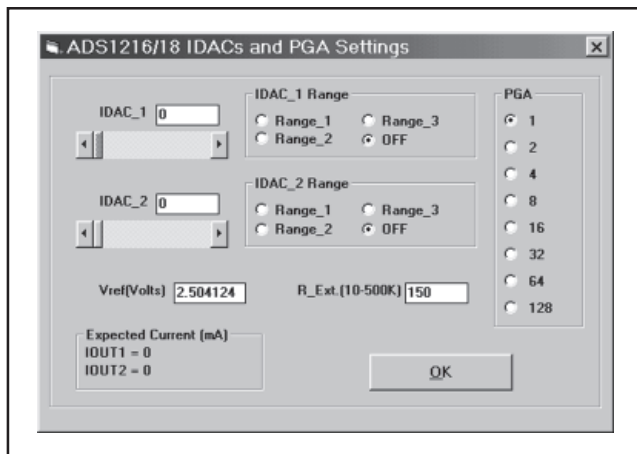 ADS1216/18 IDACs and PGA Settings
IDAC_1 0
IDAC_1 Range
Range_1 Range_3
Range_2 OFF
IDAC_2 0
IDAC_2 Range
Range_1 Range_3
Range_2 OFF
PGA
1
2
4
8
16
32
64
128
Vref(Volts) 2.504124
R_Ext.(10-500K) 150
Expected Current (mA)
IOUT1 = 0
IOUT2 = 0
OK